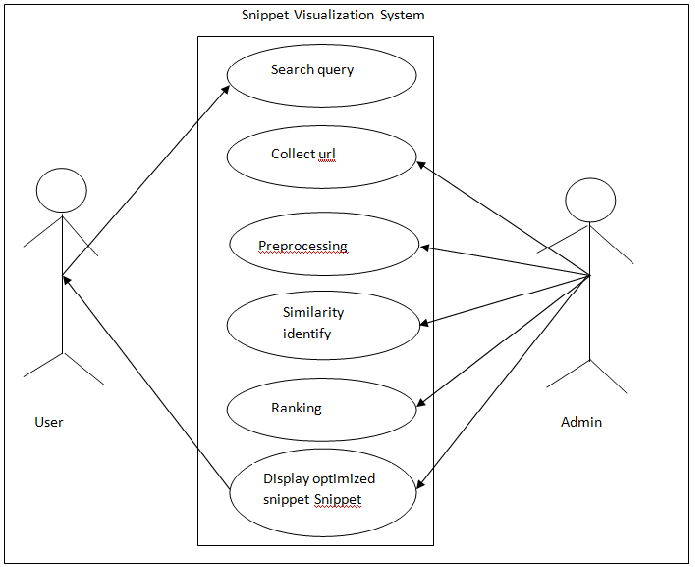 Snippet Visualization System
Search query
Collect url
Preprocessing
Similarity
identify
Ranking
Display optimized
snippet Snippet
User
Admin